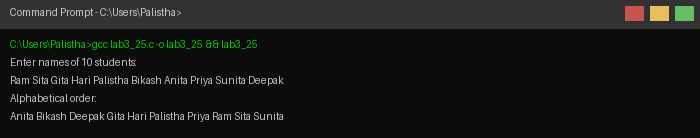 Command Prompt - C:\Users\Palistha>
C:\Users\Palistha>gcc lab3_25.c -o lab3_25 && lab3_25
Enter names of 10 students:
Ram Sita Gita Hari Palistha Bikash Anita Priya Sunita Deepak
Alphabetical order:
Anita Bikash Deepak Gita Hari Palistha Priya Ram Sita Sunita